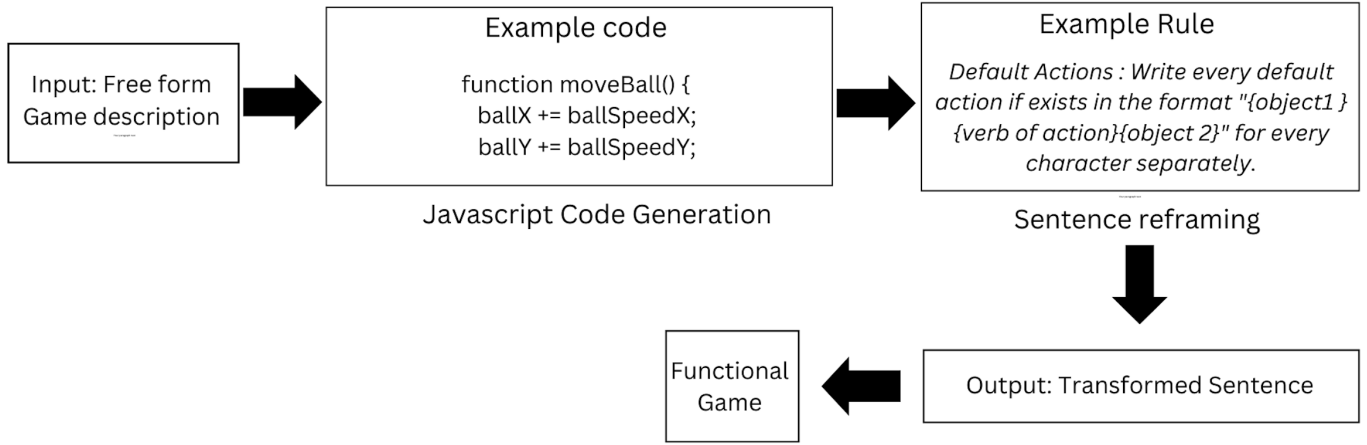 Input: Free form
Game description
Example code
function moveBall() {
ballX += ballSpeedX;
ballY += ballSpeedY;
Javascript Code Generation
Example Rule
Default Actions : Write every default
action if exists in the format "{object1 }
{verb of action}{object 2}" for every
character separately.
Sentence reframing
Output: Transformed Sentence
Functional
Game